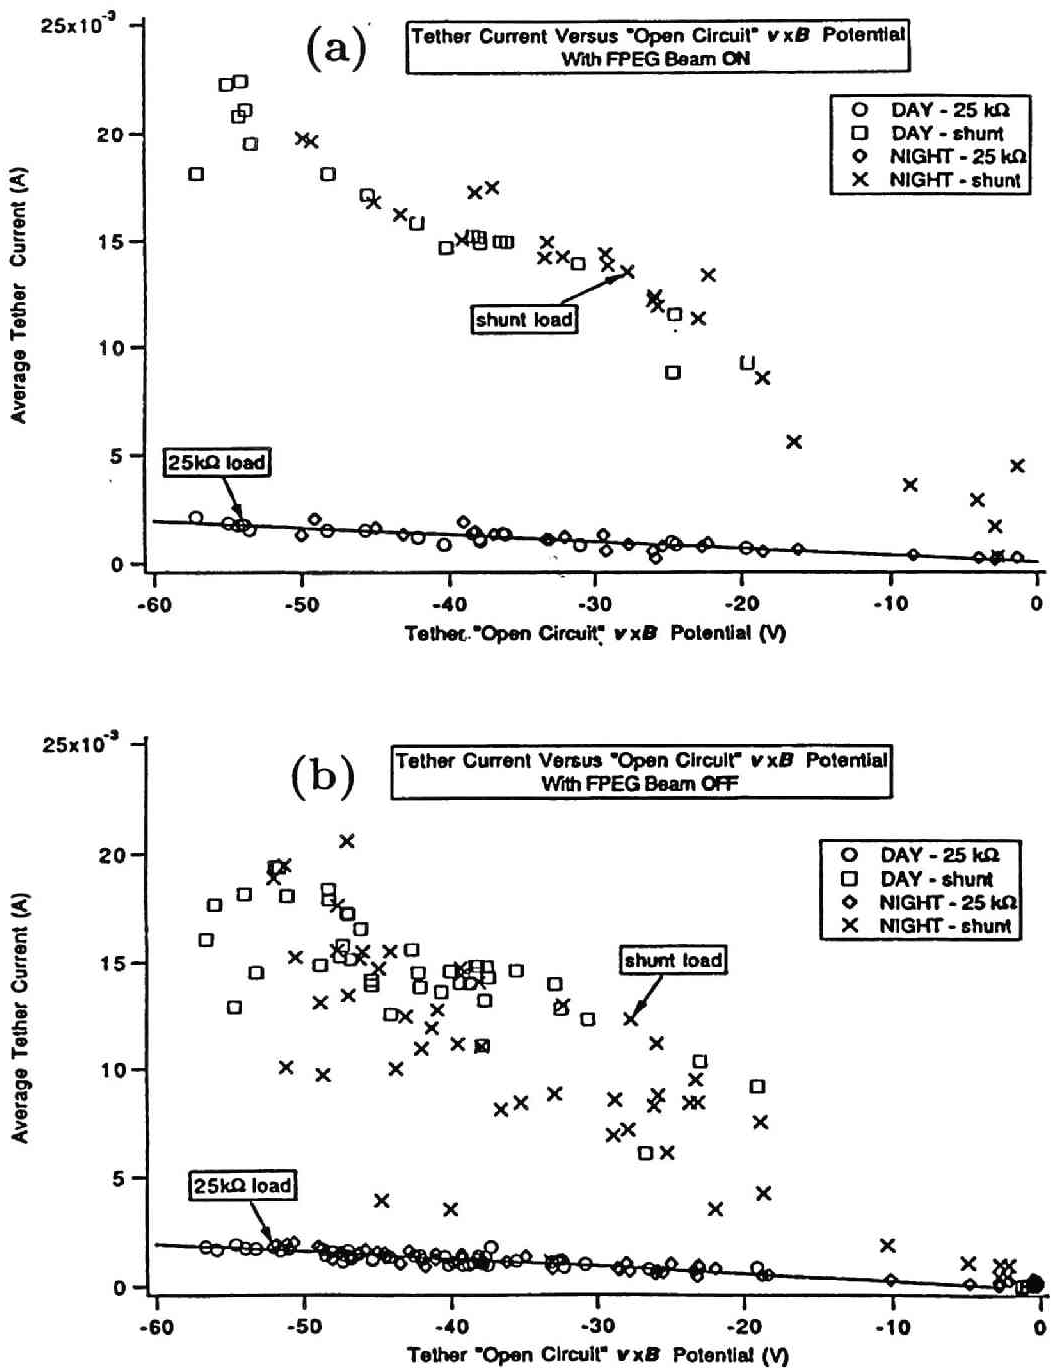 25x10⁻³
(a)
Tether Current Versus "Open Circuit" v x B Potential
With FPEG Beam ON
DAY - 25 kΩ
DAY - shunt
NIGHT - 25 kΩ
NIGHT - shunt
20
15
10
5
0
Average Tether Current (A)
shunt load
25kΩ load
-60 -50 -40 -30 -20 -10 0
Tether "Open Circuit" v x B Potential (V)
25x10⁻³
(b)
Tether Current Versus "Open Circuit" v x B Potential
With FPEG Beam OFF
DAY - 25 kΩ
DAY - shunt
NIGHT - 25 kΩ
NIGHT - shunt
20
15
10
5
0
Average Tether Current (A)
shunt load
25kΩ load
-60 -50 -40 -30 -20 -10 0
Tether "Open Circuit" v x B Potential (V)